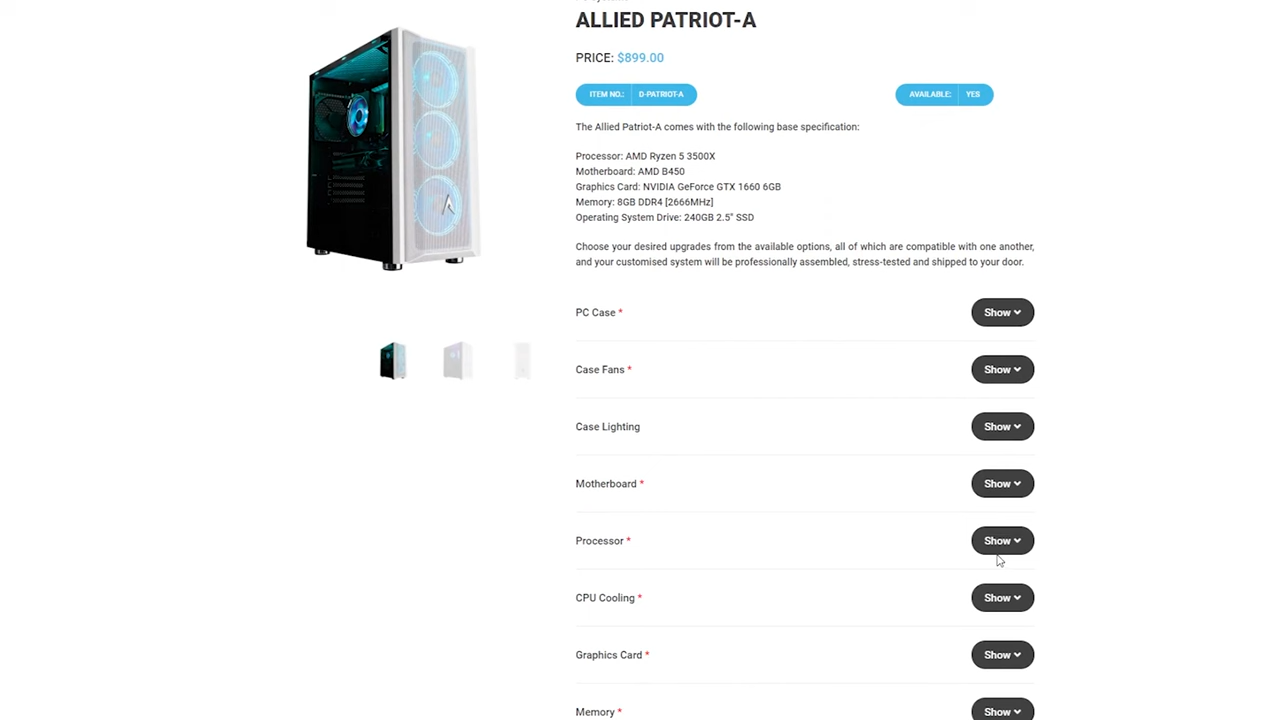 ALLIED PATRIOT-A
PRICE: $899.00
ITEM NO.: D-PATRIOT-A
AVAILABLE: YES
The Allied Patriot-A comes with the following base specification:
Processor: AMD Ryzen 5 3500X
Motherboard: AMD B450
Graphics Card: NVIDIA GeForce GTX 1660 6GB
Memory: 8GB DDR4 [2666MHz]
Operating System Drive: 240GB 2.5" SSD
Choose your desired upgrades from the available options, all of which are compatible with one another,
and your customised system will be professionally assembled, stress-tested and shipped to your door.
PC Case * Show
Case Fans * Show
Case Lighting Show
Motherboard * Show
Processor * Show
CPU Cooling * Show
Graphics Card * Show
Memory * Show